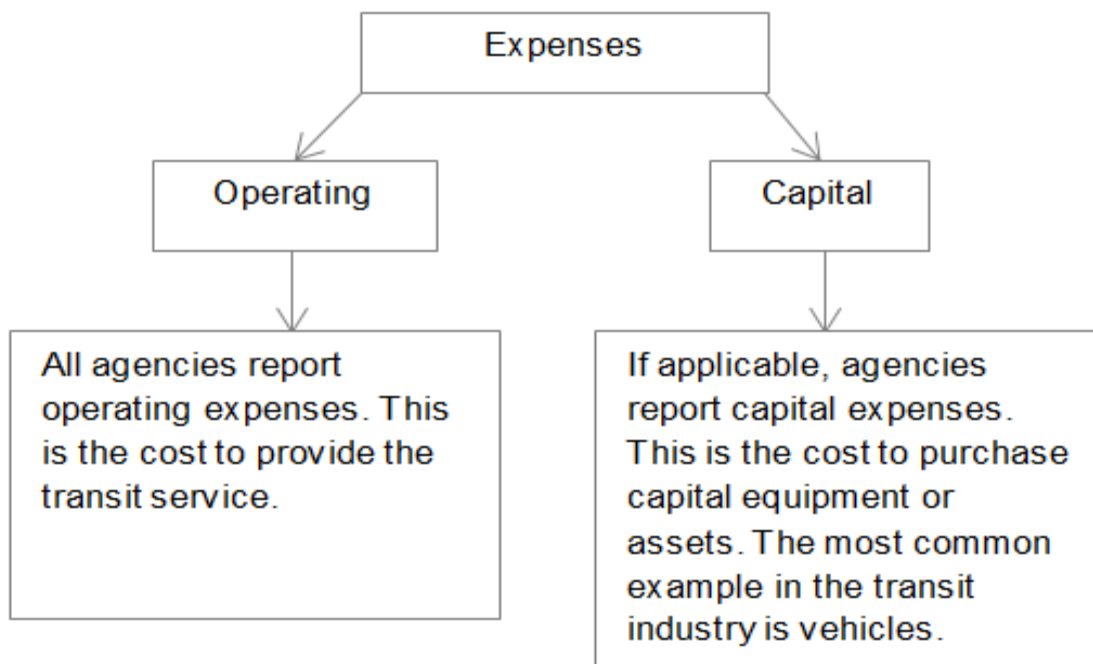 Expenses
Operating
Capital
All agencies report
operating expenses. This
is the cost to provide the
transit service.
If applicable, agencies
report capital expenses.
This is the cost to purchase
capital equipment or
assets. The most common
example in the transit
industry is vehicles.